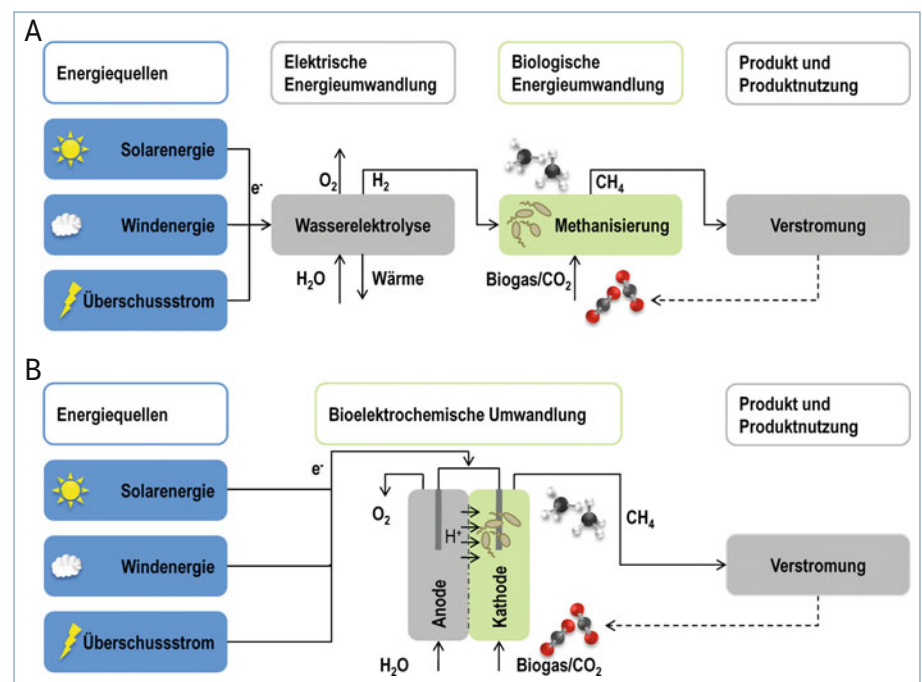 A
Energiequellen
Elektrische
Energieumwandlung
Biologische
Energieumwandlung
Produkt und
Produktnutzung
Solarenergie
Windenergie
Überschussstrom
e-
O2
H2
Wasserelektrolyse
H2O
Wärme
CH4
Methanisierung
Biogas/CO2
Verstromung
B
Energiequellen
Bioelektrochemische Umwandlung
Produkt und
Produktnutzung
Solarenergie
Windenergie
Überschussstrom
e-
O2
H+
Anode
Kathode
H2O
Biogas/CO2
CH4
Verstromung